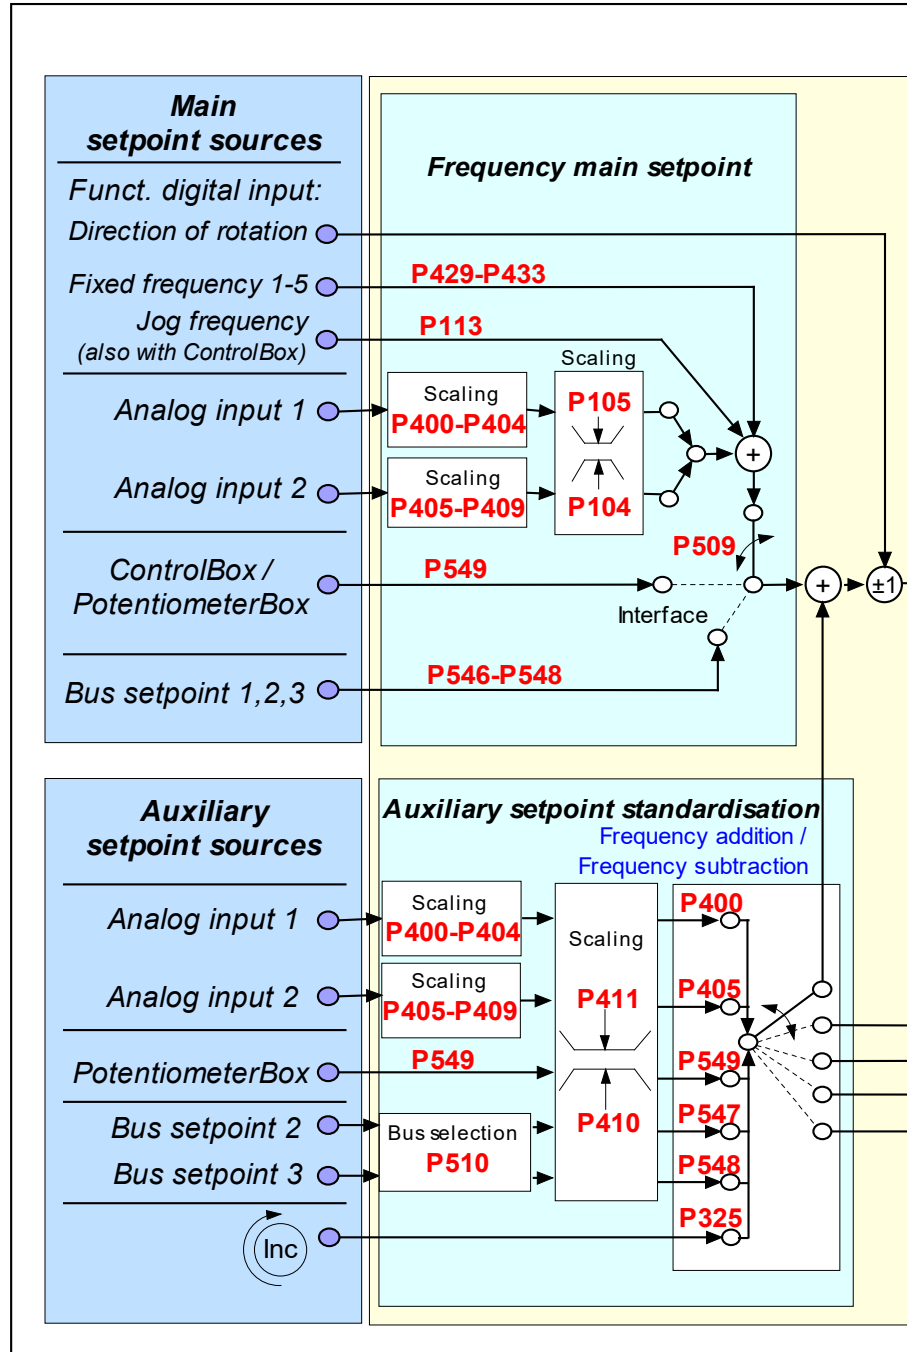 Main
setpoint sources
Funct. digital input:
Direction of rotation
Fixed frequency 1-5
Jog frequency
(also with ControlBox)
Analog input 1
Analog input 2
ControlBox /
PotentiometerBox
Bus setpoint 1,2,3
Frequency main setpoint
P429-P433
P113
Scaling
Scaling
P400-P404
P105
Scaling
P405-P409
P104
+
P509
P549
Interface
+
±1
P546-P548
Auxiliary
setpoint sources
Analog input 1
Analog input 2
PotentiometerBox
Bus setpoint 2
Bus setpoint 3
Inc
Auxiliary setpoint standardisation
Frequency addition /
Frequency subtraction
Scaling
P400-P404
Scaling
P405-P409
P549
Bus selection
P510
Scaling
P411
P410
P400
P405
P549
P547
P548
P325